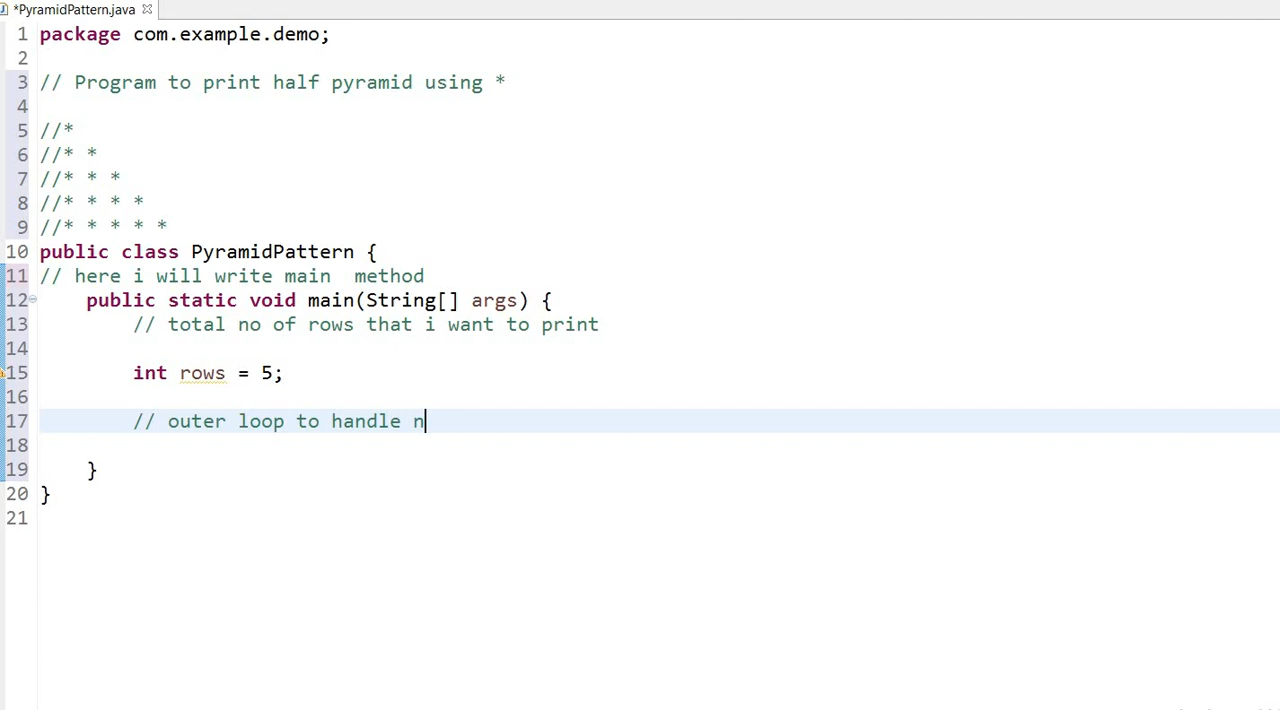 *PyramidPattern.java
1 package com.example.demo;
2
3 // Program to print half pyramid using *
4
5 //*
6 //* *
7 //* * *
8 //* * * *
9 //* * * * *
10 public class PyramidPattern {
11 // here i will write main  method
12     public static void main(String[] args) {
13         // total no of rows that i want to print
14
15         int rows = 5;
16
17         // outer loop to handle n
18
19     }
20 }
21